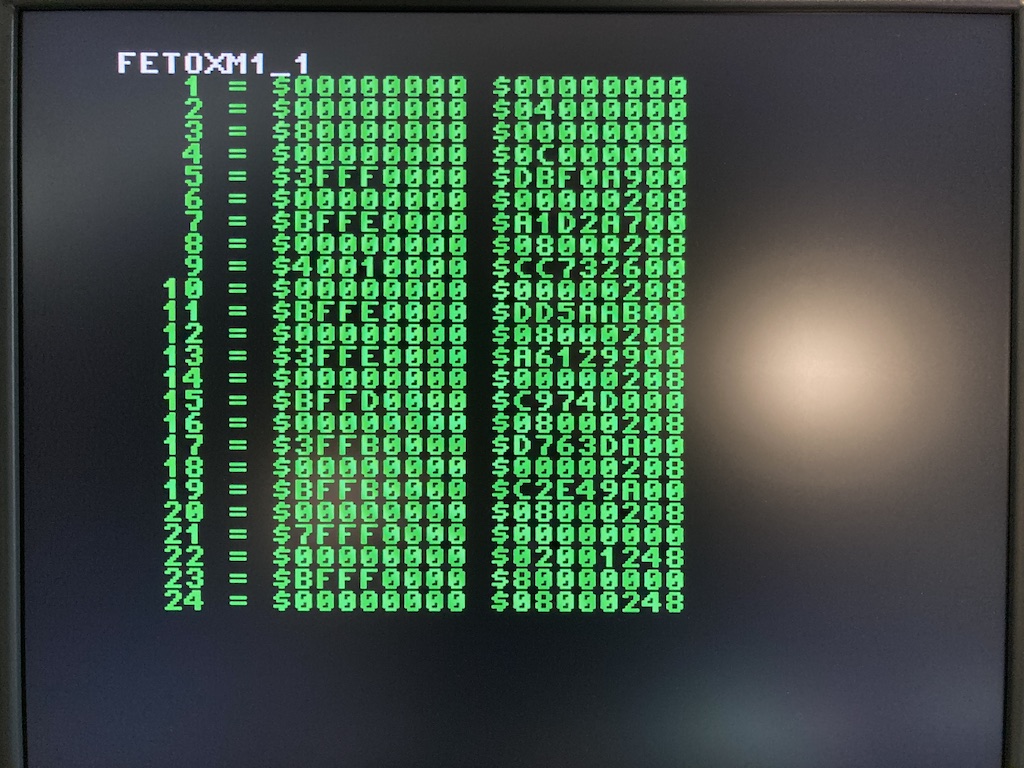 FETOXM1_1
1 = $00000000 $00000000
2 = $00000000 $04000000
3 = $80000000 $00000000
4 = $00000000 $0C000000
5 = $3FFF0000 $DBF0A900
6 = $00000000 $00000208
7 = $BFFE0000 $A1D2A700
8 = $00000000 $08000208
9 = $40010000 $CC732600
10 = $00000000 $00000208
11 = $BFFE0000 $DD5AAB00
12 = $00000000 $08000208
13 = $3FFE0000 $A6129900
14 = $00000000 $00000208
15 = $BFFD0000 $C974D000
16 = $00000000 $08000208
17 = $3FFB0000 $D763DA00
18 = $00000000 $00000208
19 = $BFFB0000 $C2E49A00
20 = $00000000 $08000208
21 = $7FFF0000 $00000000
22 = $00000000 $02001248
23 = $BFFF0000 $80000000
24 = $00000000 $08000248